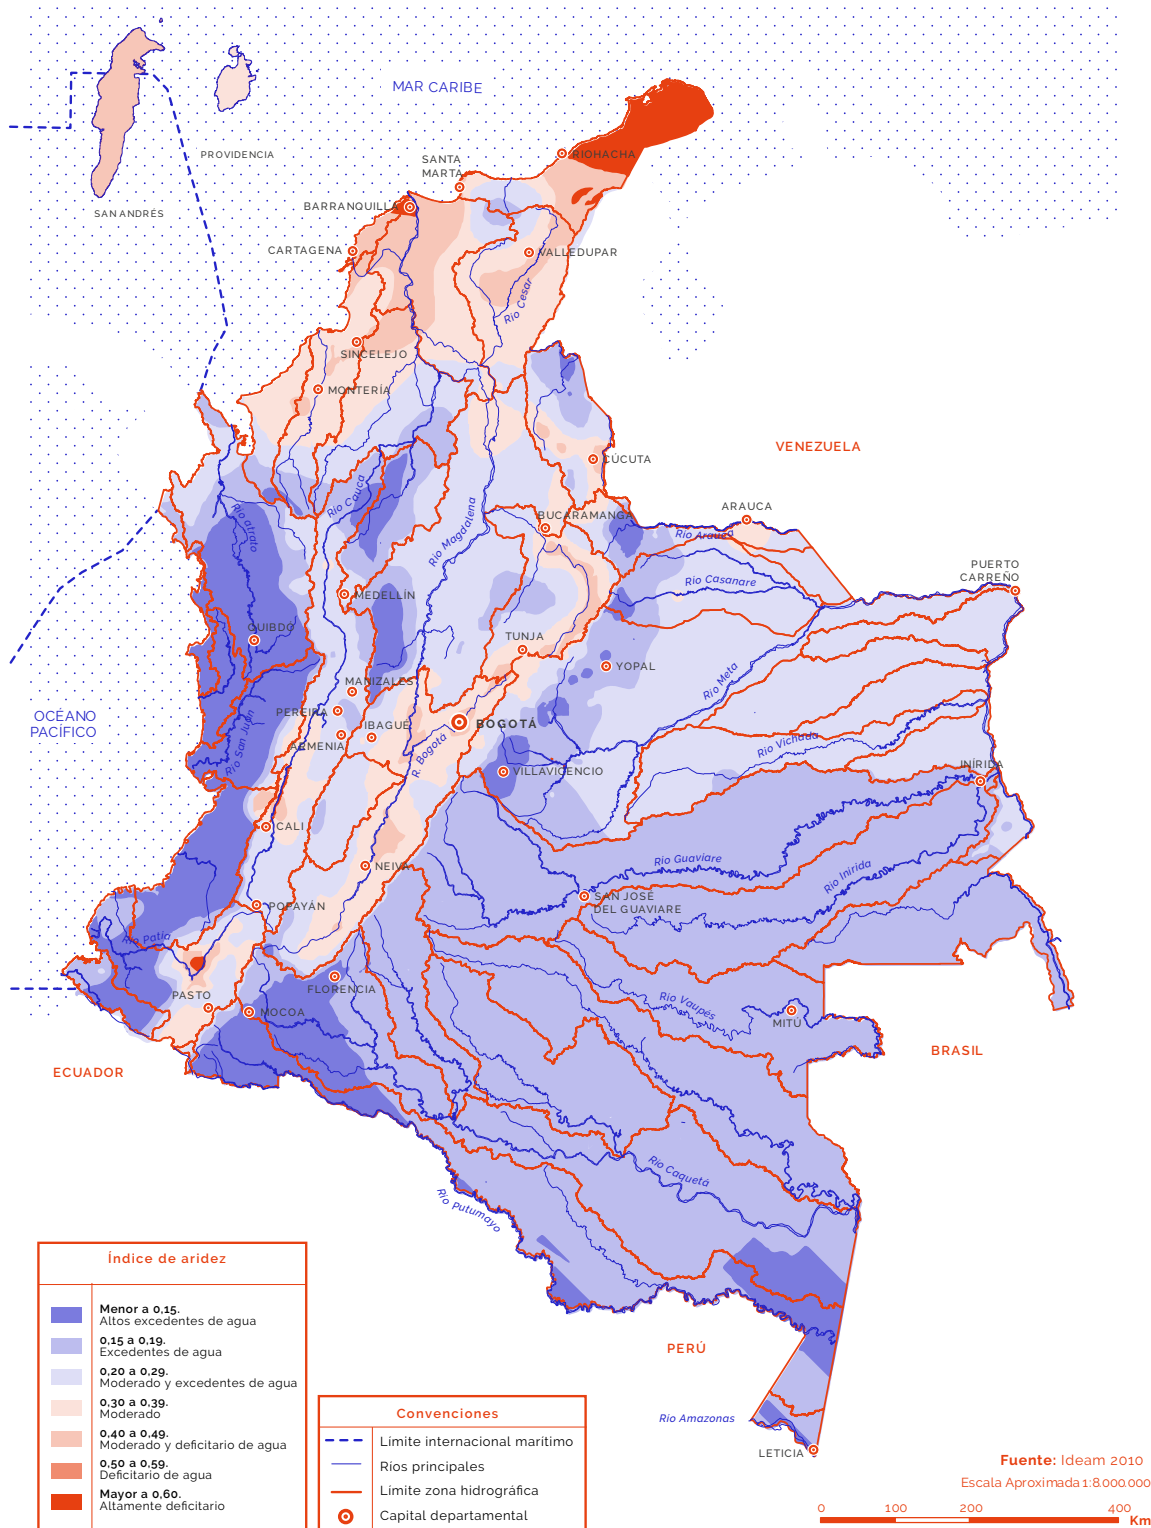 MAR CARIBE
PROVIDENCIA
SAN ANDRÉS
SANTA
MARTA
RIOHACHA
BARRANQUILLA
CARTAGENA
VALLEDUPAR
Río Cesar
SINCELEJO
MONTERÍA
VENEZUELA
CÚCUTA
Río Cauca
Río atrato
Río Magdalena
BUCARAMANGA
ARAUCA
Río Arauca
PUERTO
CARREÑO
Río Casanare
MEDELLÍN
QUIBDÓ
TUNJA
YOPAL
Río Meta
MANIZALES
PEREIRA
IBAGUÉ
ARMENIA
BOGOTÁ
OCÉANO
PACÍFICO
Río San Juan
R. Bogotá
VILLAVICENCIO
Río Vichada
INÍRIDA
CALI
NEIVA
Río Guaviare
Río Inírida
SAN JOSÉ
DEL GUAVIARE
POPAYÁN
Río Patía
PASTO
FLORENCIA
MOCOA
Río Vaupés
MITÚ
BRASIL
ECUADOR
Río Caquetá
Río Putumayo
PERÚ
Río Amazonas
LETICIA
Índice de aridez
Menor a 0,15.
Altos excedentes de agua
0,15 a 0,19.
Excedentes de agua
0,20 a 0,29.
Moderado y excedentes de agua
0,30 a 0,39.
Moderado
0,40 a 0,49.
Moderado y deficitario de agua
0,50 a 0,59.
Deficitario de agua
Mayor a 0,60.
Altamente deficitario
Convenciones
Límite internacional marítimo
Ríos principales
Límite zona hidrográfica
Capital departamental
Fuente: Ideam 2010
Escala Aproximada 1:8.000.000
0 100 200 400
Km